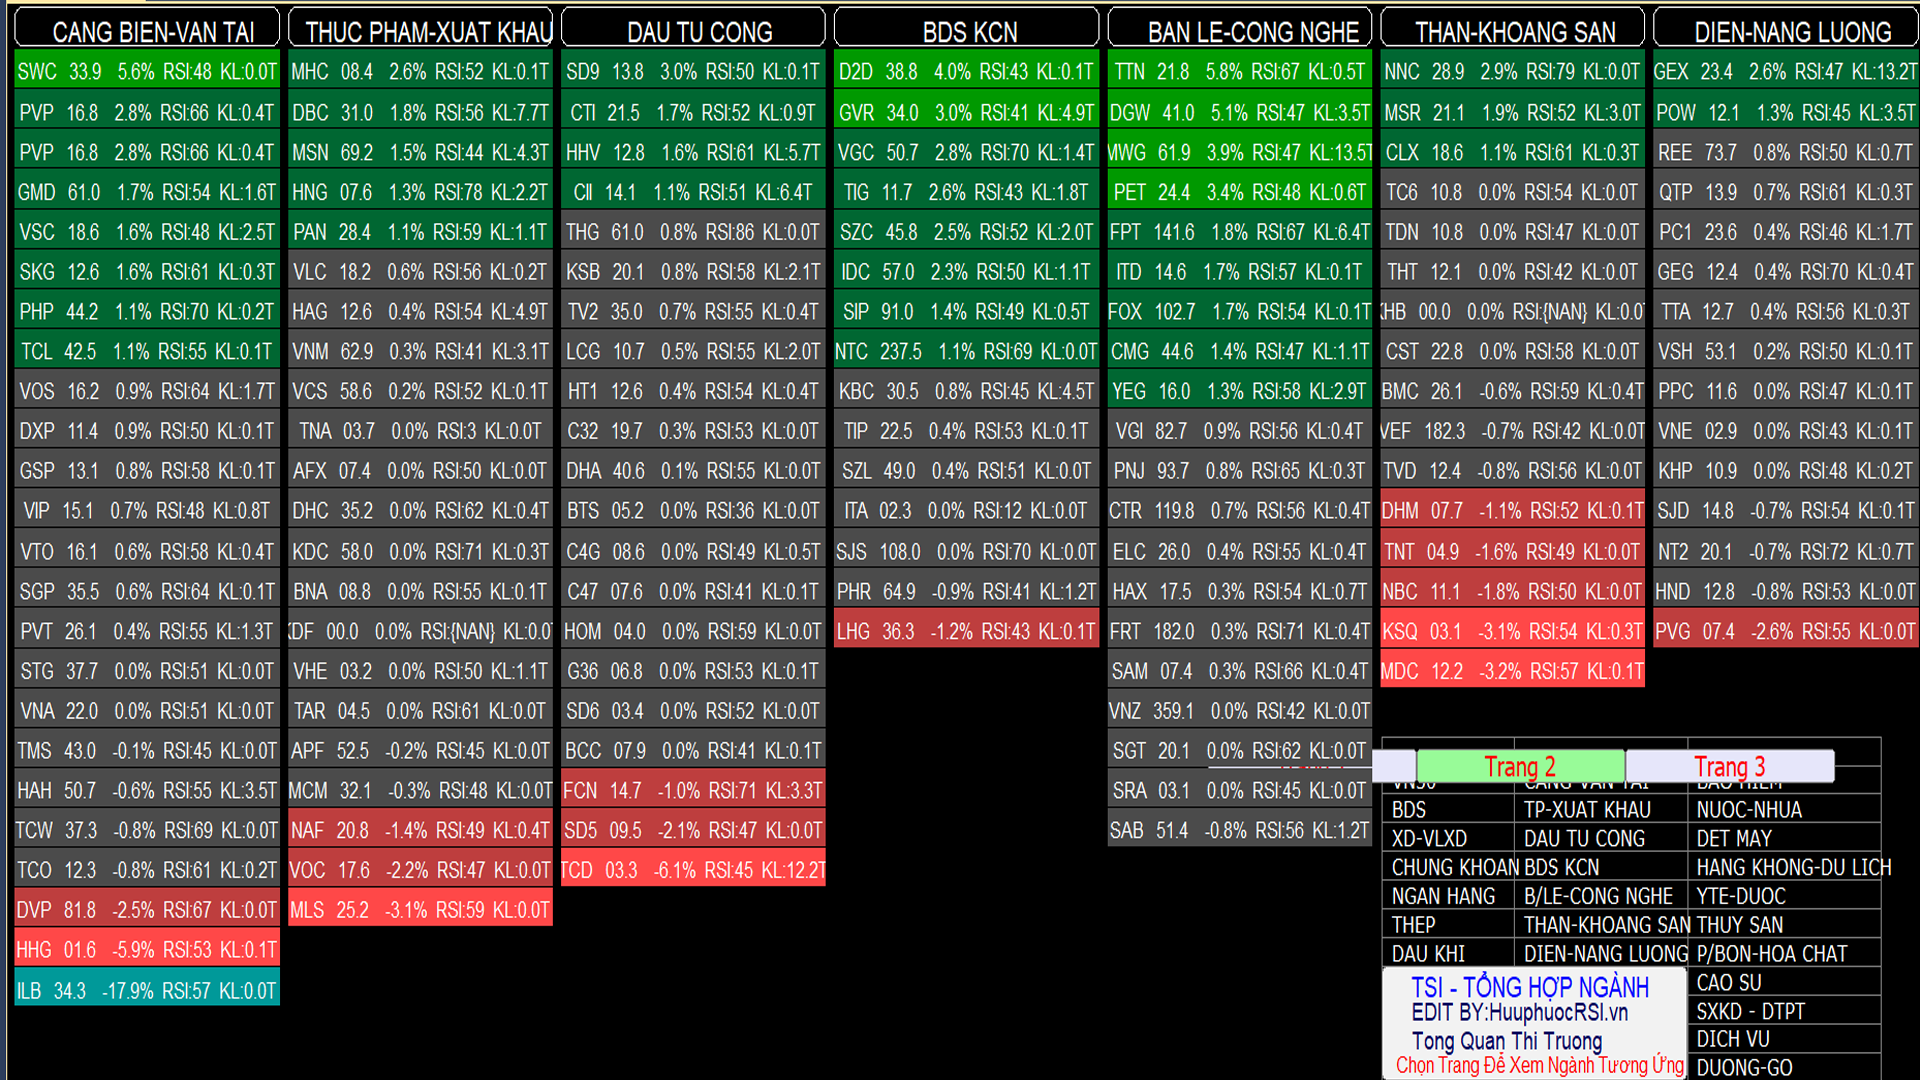 CANG BIEN-VAN TAI
SWC 33.9 5.6% RSI:48 KL:0.0T
PVP 16.8 2.8% RSI:66 KL:0.4T
PVP 16.8 2.8% RSI:66 KL:0.4T
GMD 61.0 1.7% RSI:54 KL:1.6T
VSC 18.6 1.6% RSI:48 KL:2.5T
SKG 12.6 1.6% RSI:61 KL:0.3T
PHP 44.2 1.1% RSI:70 KL:0.2T
TCL 42.5 1.1% RSI:55 KL:0.1T
VOS 16.2 0.9% RSI:64 KL:1.7T
DXP 11.4 0.9% RSI:50 KL:0.1T
GSP 13.1 0.8% RSI:58 KL:0.1T
VIP 15.1 0.7% RSI:48 KL:0.8T
VTO 16.1 0.6% RSI:58 KL:0.4T
SGP 35.5 0.6% RSI:64 KL:0.1T
PVT 26.1 0.4% RSI:55 KL:1.3T
STG 37.7 0.0% RSI:51 KL:0.0T
VNA 22.0 0.0% RSI:51 KL:0.0T
TMS 43.0 -0.1% RSI:45 KL:0.0T
HAH 50.7 -0.6% RSI:55 KL:3.5T
TCW 37.3 -0.8% RSI:69 KL:0.0T
TCO 12.3 -0.8% RSI:61 KL:0.2T
DVP 81.8 -2.5% RSI:67 KL:0.0T
HHG 01.6 -5.9% RSI:53 KL:0.1T
ILB 34.3 -17.9% RSI:57 KL:0.0T
THUC PHAM-XUAT KHAU
MHC 08.4 2.6% RSI:52 KL:0.1T
DBC 31.0 1.8% RSI:56 KL:7.7T
MSN 69.2 1.5% RSI:44 KL:4.3T
HNG 07.6 1.3% RSI:78 KL:2.2T
PAN 28.4 1.1% RSI:59 KL:1.1T
VLC 18.2 0.6% RSI:56 KL:0.2T
HAG 12.6 0.4% RSI:54 KL:4.9T
VNM 62.9 0.3% RSI:41 KL:3.1T
VCS 58.6 0.2% RSI:52 KL:0.1T
TNA 03.7 0.0% RSI:3 KL:0.0T
AFX 07.4 0.0% RSI:50 KL:0.0T
DHC 35.2 0.0% RSI:62 KL:0.4T
KDC 58.0 0.0% RSI:71 KL:0.3T
BNA 08.8 0.0% RSI:55 KL:0.1T
KDF 00.0 0.0% RSI:{NAN} KL:0.0
VHE 03.2 0.0% RSI:50 KL:1.1T
TAR 04.5 0.0% RSI:61 KL:0.0T
APF 52.5 -0.2% RSI:45 KL:0.0T
MCM 32.1 -0.3% RSI:48 KL:0.0T
NAF 20.8 -1.4% RSI:49 KL:0.4T
VOC 17.6 -2.2% RSI:47 KL:0.0T
MLS 25.2 -3.1% RSI:59 KL:0.0T
DAU TU CONG
SD9 13.8 3.0% RSI:50 KL:0.1T
CTI 21.5 1.7% RSI:52 KL:0.9T
HHV 12.8 1.6% RSI:61 KL:5.7T
CII 14.1 1.1% RSI:51 KL:6.4T
THG 61.0 0.8% RSI:86 KL:0.0T
KSB 20.1 0.8% RSI:58 KL:2.1T
TV2 35.0 0.7% RSI:55 KL:0.4T
LCG 10.7 0.5% RSI:55 KL:2.0T
HT1 12.6 0.4% RSI:54 KL:0.4T
C32 19.7 0.3% RSI:53 KL:0.0T
DHA 40.6 0.1% RSI:55 KL:0.0T
BTS 05.2 0.0% RSI:36 KL:0.0T
C4G 08.6 0.0% RSI:49 KL:0.5T
C47 07.6 0.0% RSI:41 KL:0.1T
HOM 04.0 0.0% RSI:59 KL:0.0T
G36 06.8 0.0% RSI:53 KL:0.1T
SD6 03.4 0.0% RSI:52 KL:0.0T
BCC 07.9 0.0% RSI:41 KL:0.1T
FCN 14.7 -1.0% RSI:71 KL:3.3T
SD5 09.5 -2.1% RSI:47 KL:0.0T
TCD 03.3 -6.1% RSI:45 KL:12.2T
BDS KCN
D2D 38.8 4.0% RSI:43 KL:0.1T
GVR 34.0 3.0% RSI:41 KL:4.9T
VGC 50.7 2.8% RSI:70 KL:1.4T
TIG 11.7 2.6% RSI:43 KL:1.8T
SZC 45.8 2.5% RSI:52 KL:2.0T
IDC 57.0 2.3% RSI:50 KL:1.1T
SIP 91.0 1.4% RSI:49 KL:0.5T
NTC 237.5 1.1% RSI:69 KL:0.0T
KBC 30.5 0.8% RSI:45 KL:4.5T
TIP 22.5 0.4% RSI:53 KL:0.1T
SZL 49.0 0.4% RSI:51 KL:0.0T
ITA 02.3 0.0% RSI:12 KL:0.0T
SJS 108.0 0.0% RSI:70 KL:0.0T
PHR 64.9 -0.9% RSI:41 KL:1.2T
LHG 36.3 -1.2% RSI:43 KL:0.1T
BAN LE-CONG NGHE
TTN 21.8 5.8% RSI:67 KL:0.5T
DGW 41.0 5.1% RSI:47 KL:3.5T
MWG 61.9 3.9% RSI:47 KL:13.5T
PET 24.4 3.4% RSI:48 KL:0.6T
FPT 141.6 1.8% RSI:67 KL:6.4T
ITD 14.6 1.7% RSI:57 KL:0.1T
FOX 102.7 1.7% RSI:54 KL:0.1T
CMG 44.6 1.4% RSI:47 KL:1.1T
YEG 16.0 1.3% RSI:58 KL:2.9T
VGI 82.7 0.9% RSI:56 KL:0.4T
PNJ 93.7 0.8% RSI:65 KL:0.3T
CTR 119.8 0.7% RSI:56 KL:0.4T
ELC 26.0 0.4% RSI:55 KL:0.4T
HAX 17.5 0.3% RSI:54 KL:0.7T
FRT 182.0 0.3% RSI:71 KL:0.4T
SAM 07.4 0.3% RSI:66 KL:0.4T
VNZ 359.1 0.0% RSI:42 KL:0.0T
SGT 20.1 0.0% RSI:62 KL:0.0T
SRA 03.1 0.0% RSI:45 KL:0.0T
SAB 51.4 -0.8% RSI:56 KL:1.2T
THAN-KHOANG SAN
NNC 28.9 2.9% RSI:79 KL:0.0T
MSR 21.1 1.9% RSI:52 KL:3.0T
CLX 18.6 1.1% RSI:61 KL:0.3T
TC6 10.8 0.0% RSI:54 KL:0.0T
TDN 10.8 0.0% RSI:47 KL:0.0T
THT 12.1 0.0% RSI:42 KL:0.0T
KHB 00.0 0.0% RSI:{NAN} KL:0.0
CST 22.8 0.0% RSI:58 KL:0.0T
BMC 26.1 -0.6% RSI:59 KL:0.4T
VEF 182.3 -0.7% RSI:42 KL:0.0T
TVD 12.4 -0.8% RSI:56 KL:0.0T
DHM 07.7 -1.1% RSI:52 KL:0.1T
TNT 04.9 -1.6% RSI:49 KL:0.0T
NBC 11.1 -1.8% RSI:50 KL:0.0T
KSQ 03.1 -3.1% RSI:54 KL:0.3T
MDC 12.2 -3.2% RSI:57 KL:0.1T
DIEN-NANG LUONG
GEX 23.4 2.6% RSI:47 KL:13.2T
POW 12.1 1.3% RSI:45 KL:3.5T
REE 73.7 0.8% RSI:50 KL:0.7T
QTP 13.9 0.7% RSI:61 KL:0.3T
PC1 23.6 0.4% RSI:46 KL:1.7T
GEG 12.4 0.4% RSI:70 KL:0.4T
TTA 12.7 0.4% RSI:56 KL:0.3T
VSH 53.1 0.2% RSI:50 KL:0.1T
PPC 11.6 0.0% RSI:47 KL:0.1T
VNE 02.9 0.0% RSI:43 KL:0.1T
KHP 10.9 0.0% RSI:48 KL:0.2T
SJD 14.8 -0.7% RSI:54 KL:0.1T
NT2 20.1 -0.7% RSI:72 KL:0.7T
HND 12.8 -0.8% RSI:53 KL:0.0T
PVG 07.4 -2.6% RSI:55 KL:0.0T
Trang 2 Trang 3
VN30 CANG VAN TAI BAO HIEM
BDS TP-XUAT KHAU NUOC-NHUA
XD-VLXD DAU TU CONG DET MAY
CHUNG KHOAN BDS KCN HANG KHONG-DU LICH
NGAN HANG B/LE-CONG NGHE YTE-DUOC
THEP THAN-KHOANG SAN THUY SAN
DAU KHI DIEN-NANG LUONG P/BON-HOA CHAT
CAO SU
SXKD - DTPT
DICH VU
DUONG-GO
TSI - TỔNG HỢP NGÀNH
EDIT BY:HuuphuocRSI.vn
Tong Quan Thi Truong
Chọn Trang Để Xem Ngành Tương Ứng